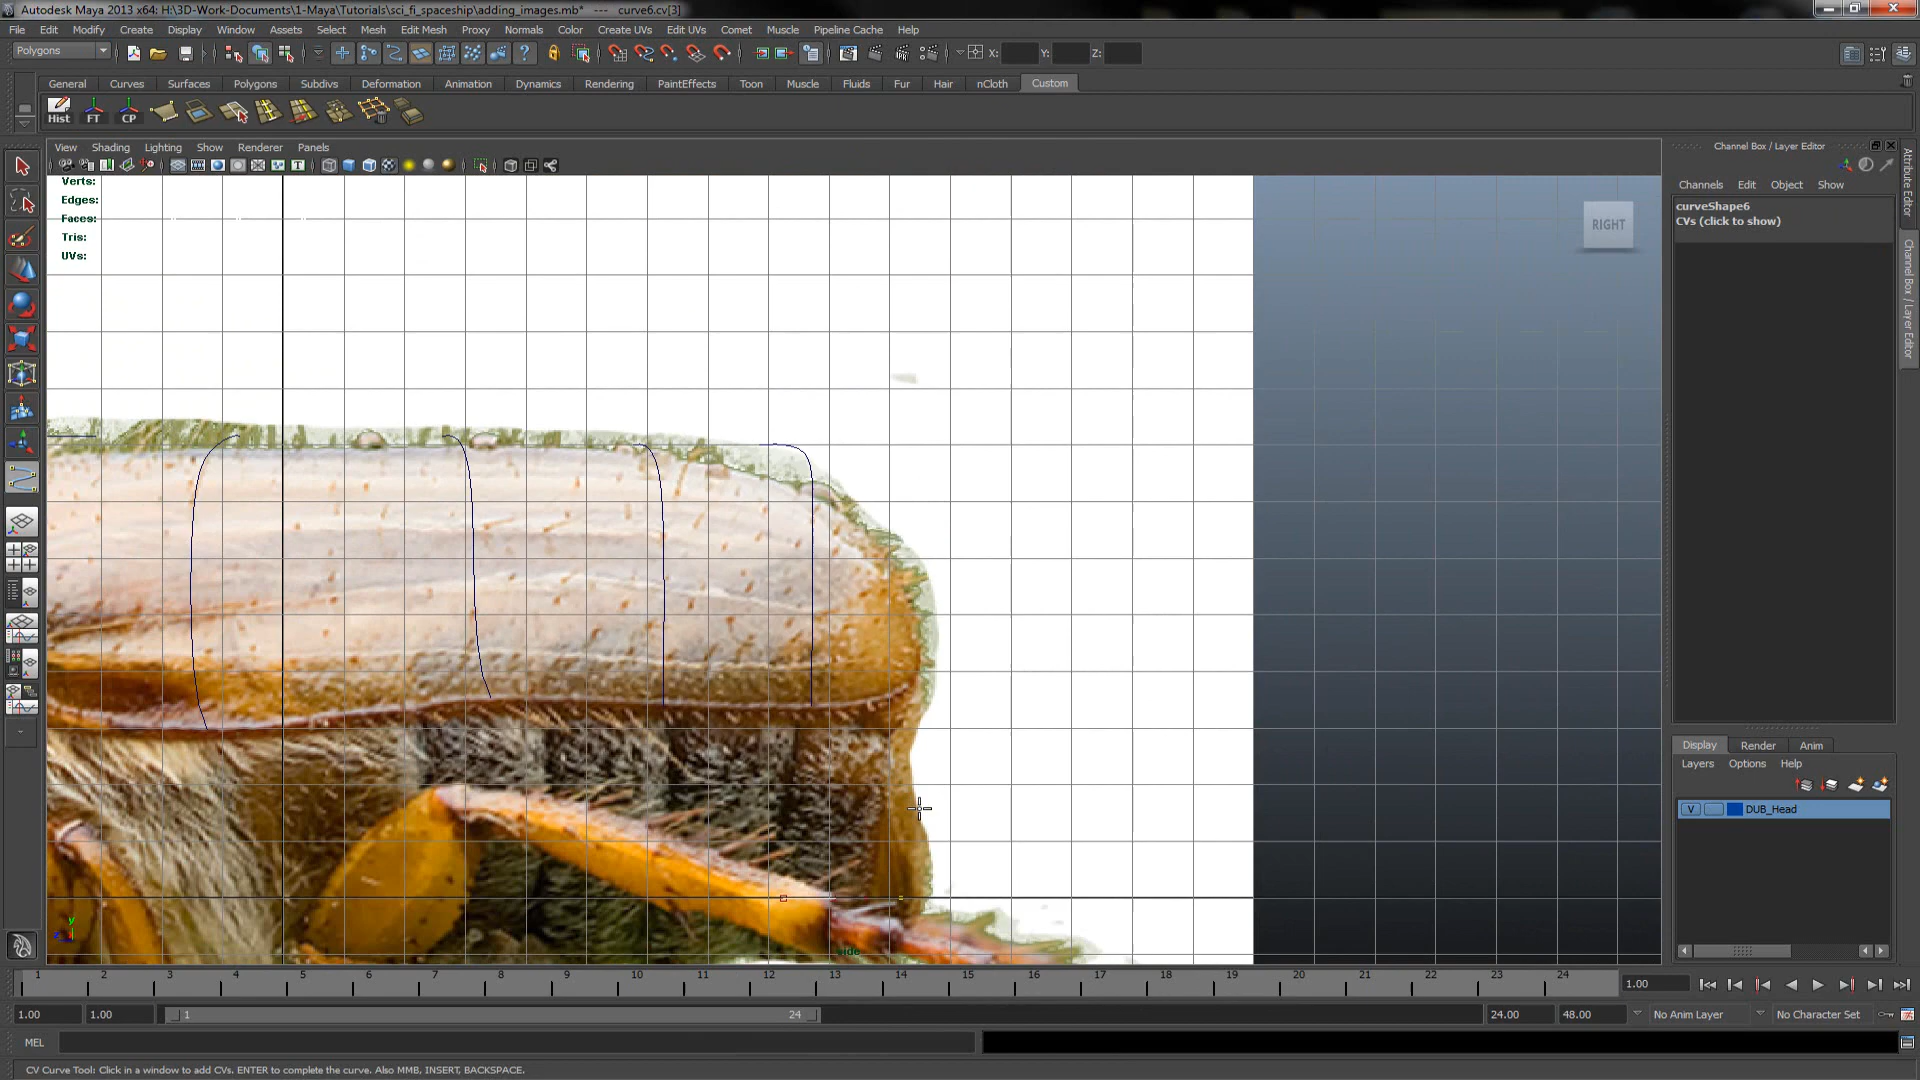 Autodesk Maya 2013 x64: H:\3D-Work-Documents\1-Maya\Tutorials\sci_fi_spaceship\adding_images.mb* --- curve6.cv[3]
File Edit Modify Create Display Window Assets Select Mesh Edit Mesh Proxy Normals Color Create UVs Edit UVs Comet Muscle Pipeline Cache Help
Polygons X: Y: Z:
General Curves Surfaces Polygons Subdivs Deformation Animation Dynamics Rendering PaintEffects Toon Muscle Fluids Fur Hair nCloth Custom
Hist FT CP
View Shading Lighting Show Renderer Panels
Channel Box / Layer Editor
Channels Edit Object Show
curveShape6
CVs (click to show)
Attribute Editor
Channel Box / Layer Editor
Verts:
Edges:
Faces:
Tris:
UVs:
RIGHT
Display Render Anim
Layers Options Help
V DUB_Head
y
side
1 2 3 4 5 6 7 8 9 10 11 12 13 14 15 16 17 18 19 20 21 22 23 24 1.00
1.00 1.00 1 24 24.00 48.00 No Anim Layer No Character Set
MEL
CV Curve Tool: Click in a window to add CVs. ENTER to complete the curve. Also MMB, INSERT, BACKSPACE.